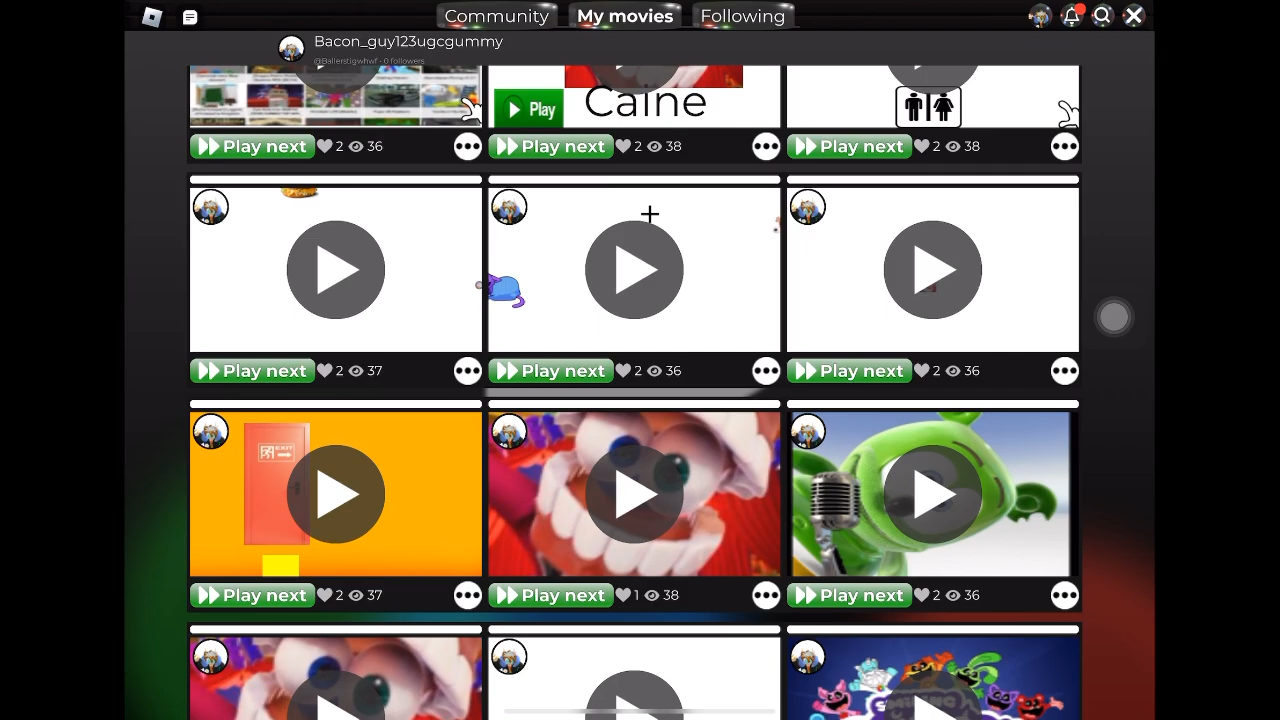 Community My movies Following
Bacon_guy123ugcgummy
@Ballerstigwhwf - 0 followers
Play Caine
Play next 2 36 Play next 2 38 Play next 2 38
Play next 2 37 Play next 2 36 Play next 2 36
EXIT
Play next 2 37 Play next 1 38 Play next 2 36